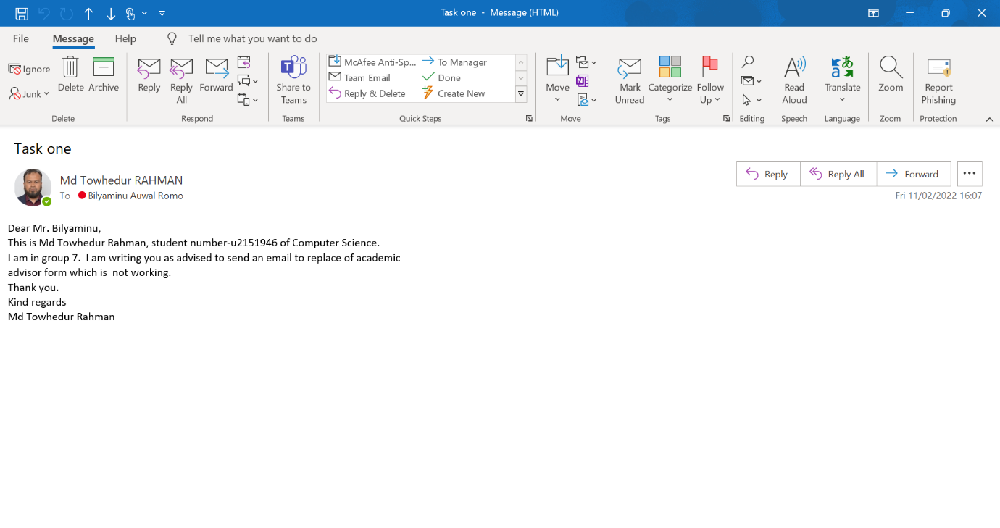 Task one - Message (HTML)
File Message Help Tell me what you want to do
Ignore
Junk
Delete
Archive
Delete
Reply
Reply All
Forward
Respond
Share to Teams
Teams
McAfee Anti-Sp... To Manager
Team Email Done
Reply & Delete Create New
Quick Steps
Move
Move
Mark Unread
Categorize
Follow Up
Tags
Editing
Read Aloud
Speech
Translate
Language
Zoom
Zoom
Report Phishing
Protection
Task one
Md Towhedur RAHMAN
To Bilyaminu Auwal Romo
Reply Reply All Forward
Fri 11/02/2022 16:07
Dear Mr. Bilyaminu,
This is Md Towhedur Rahman, student number-u2151946 of Computer Science.
I am in group 7.  I am writing you as advised to send an email to replace of academic
advisor form which is  not working.
Thank you.
Kind regards
Md Towhedur Rahman